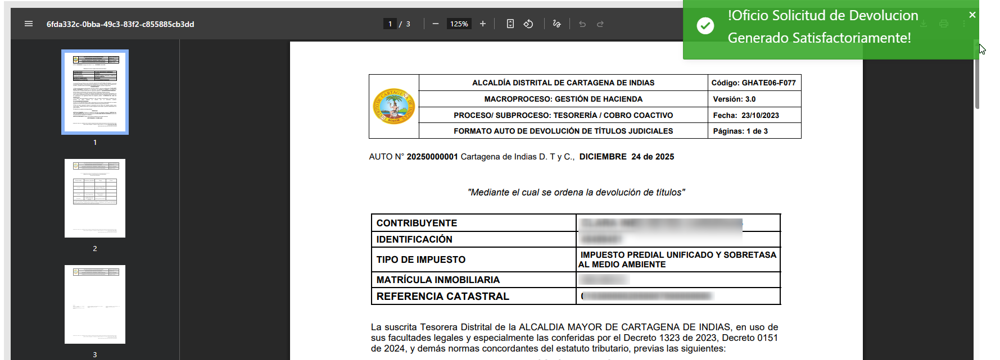 6fda332c-0bba-49c3-83f2-c855885cb3dd
1 / 3
125%
!Oficio Solicitud de Devolucion
Generado Satisfactoriamente!
1
2
3
ALCALDÍA DISTRITAL DE CARTAGENA DE INDIAS
Código: GHATE06-F077
MACROPROCESO: GESTIÓN DE HACIENDA
Versión: 3.0
PROCESO/ SUBPROCESO: TESORERÍA / COBRO COACTIVO
Fecha: 23/10/2023
FORMATO AUTO DE DEVOLUCIÓN DE TÍTULOS JUDICIALES
Páginas: 1 de 3
AUTO N° 20250000001 Cartagena de Indias D. T y C., DICIEMBRE 24 de 2025
"Mediante el cual se ordena la devolución de títulos"
CONTRIBUYENTE
IDENTIFICACIÓN
TIPO DE IMPUESTO
IMPUESTO PREDIAL UNIFICADO Y SOBRETASA
AL MEDIO AMBIENTE
MATRÍCULA INMOBILIARIA
REFERENCIA CATASTRAL
La suscrita Tesorera Distrital de la ALCALDIA MAYOR DE CARTAGENA DE INDIAS, en uso de
sus facultades legales y especialmente las conferidas por el Decreto 1323 de 2023, Decreto 0151
de 2024, y demás normas concordantes del estatuto tributario, previas las siguientes: